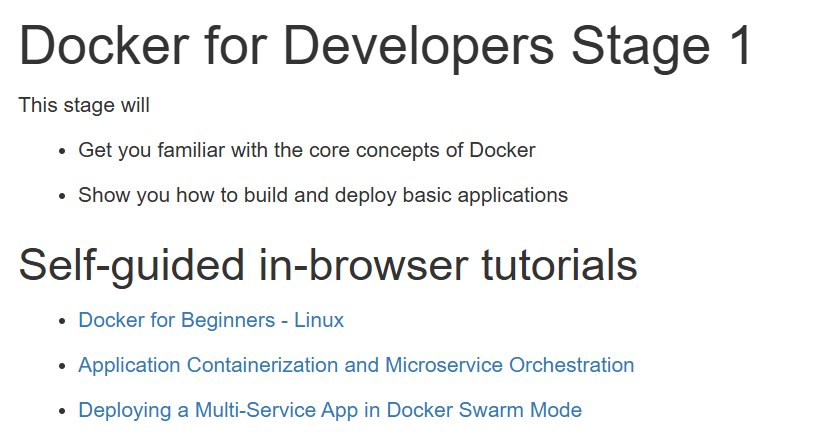 Docker for Developers Stage 1
This stage will
• Get you familiar with the core concepts of Docker
• Show you how to build and deploy basic applications
Self-guided in-browser tutorials
• Docker for Beginners - Linux
• Application Containerization and Microservice Orchestration
• Deploying a Multi-Service App in Docker Swarm Mode